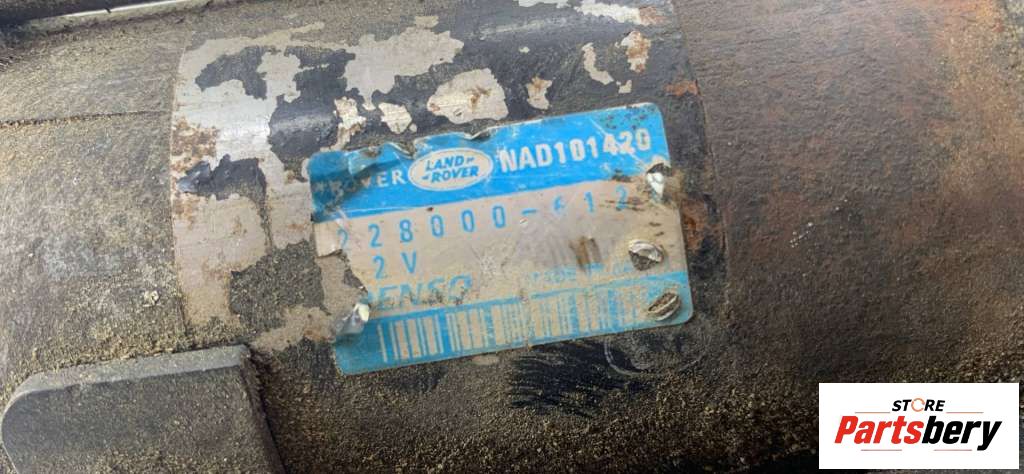 ROVER LAND ROVER NAD101420
228000-612
2V
DENSO
STORE
Partsbery